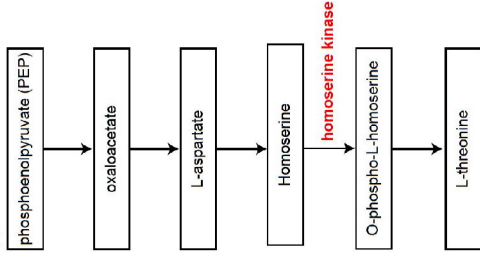 phosphoenolpyruvate (PEP)
oxaloacetate
L-aspartate
Homoserine
homoserine kinase
O-phospho-L-homoserine
L-threonine